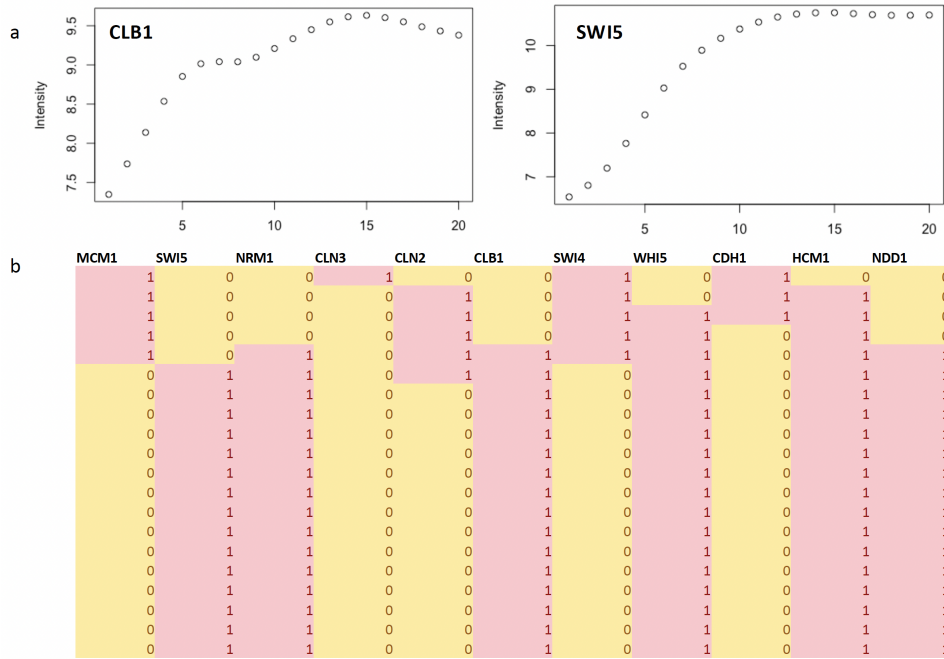 a
CLB1
SWI5
Intensity
9.5
9.0
8.5
8.0
7.5
5 10 15 20
Intensity
10
9
8
7
5 10 15 20
b
MCM1 SWI5 NRM1 CLN3 CLN2 CLB1 SWI4 WHI5 CDH1 HCM1 NDD1
1 0 0 1 0 0 1 0 1 0 0
1 0 0 0 1 0 1 0 1 1 0
1 0 0 0 1 0 1 1 1 1 0
1 0 0 0 1 0 1 1 0 1 0
1 0 1 0 1 1 1 1 0 1 1
0 1 1 0 1 1 0 1 0 1 1
0 1 1 0 0 1 0 1 0 1 1
0 1 1 0 0 1 0 1 0 1 1
0 1 1 0 0 1 0 1 0 1 1
0 1 1 0 0 1 0 1 0 1 1
0 1 1 0 0 1 0 1 0 1 1
0 1 1 0 0 1 0 1 0 1 1
0 1 1 0 0 1 0 1 0 1 1
0 1 1 0 0 1 0 1 0 1 1
0 1 1 0 0 1 0 1 0 1 1
0 1 1 0 0 1 0 1 0 1 1
0 1 1 0 0 1 0 1 0 1 1
0 1 1 0 0 1 0 1 0 1 1
0 1 1 0 0 1 0 1 0 1 1
0 1 1 0 0 1 0 1 0 1 1